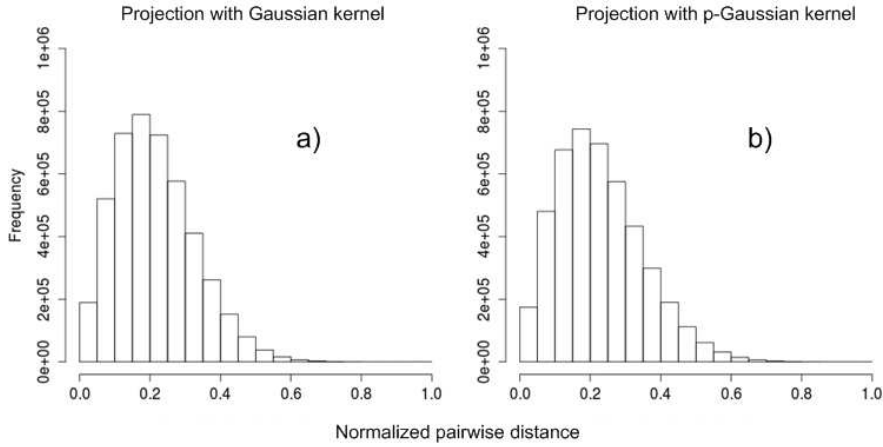 Projection with Gaussian kernel
Projection with p-Gaussian kernel
Frequency
0e+00 2e+05 4e+05 6e+05 8e+05 1e+06
a)
0.0 0.2 0.4 0.6 0.8 1.0
0e+00 2e+05 4e+05 6e+05 8e+05 1e+06
b)
0.0 0.2 0.4 0.6 0.8 1.0
Normalized pairwise distance